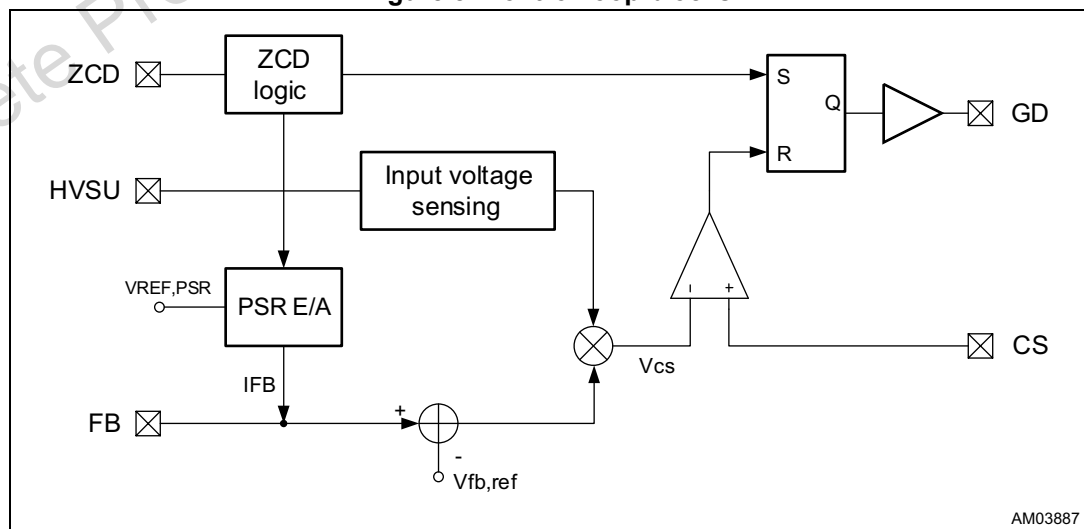 ZCD
ZCD
logic
S
Q
R
GD
HVSU
Input voltage
sensing
VREF,PSR
PSR E/A
-
+
CS
Vcs
IFB
FB
+
-
Vfb,ref
AM03887